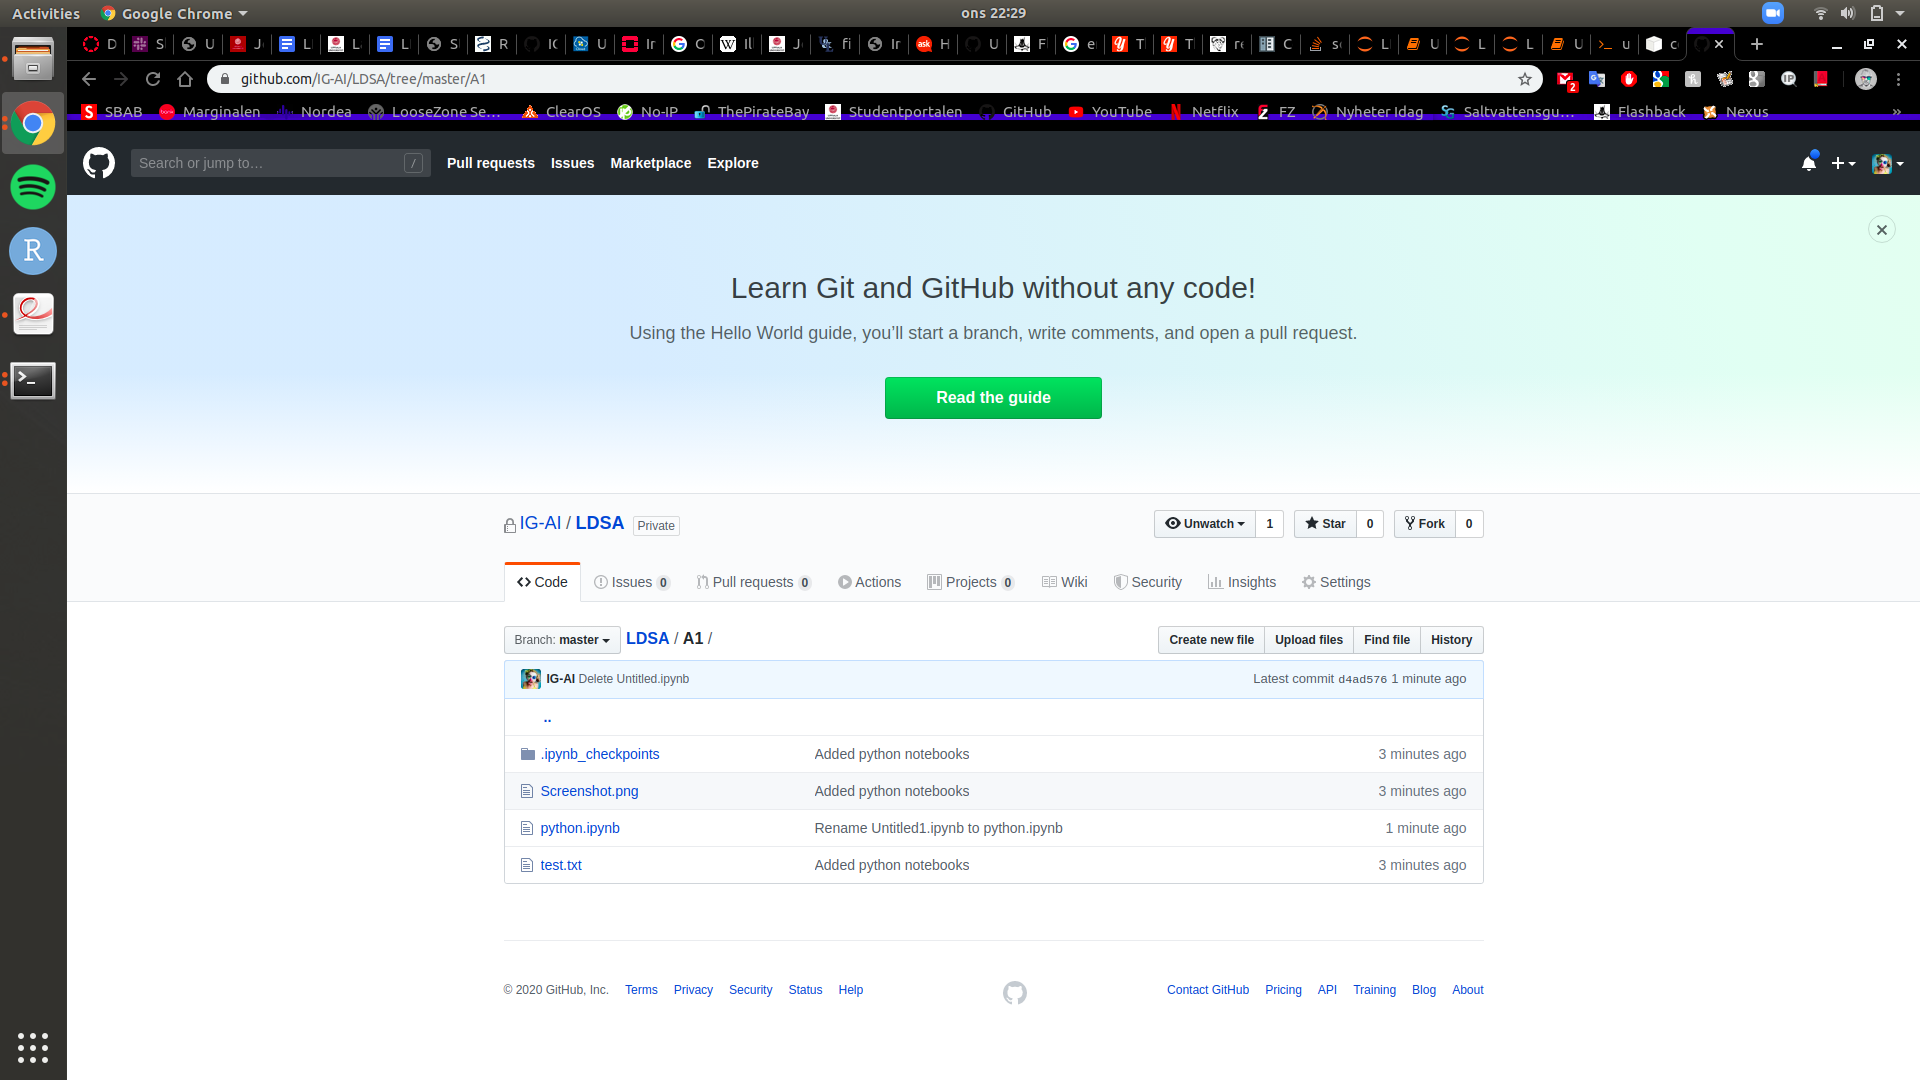 Activities
Google Chrome
ons 22:29
github.com/IG-AI/LDSA/tree/master/A1
2
SBAB
Marginalen
Nordea
LooseZone Se...
ClearOS
No-IP
ThePirateBay
Studentportalen
GitHub
YouTube
Netflix
FZ
Nyheter Idag
Saltvattensgu...
Flashback
Nexus
»
Search or jump to...
/
Pull requests
Issues
Marketplace
Explore
Learn Git and GitHub without any code!
Using the Hello World guide, you’ll start a branch, write comments, and open a pull request.
Read the guide
IG-AI / LDSA Private
Unwatch 1
Star 0
Fork 0
Code
Issues 0
Pull requests 0
Actions
Projects 0
Wiki
Security
Insights
Settings
Branch: master
LDSA / A1 /
Create new file
Upload files
Find file
History
IG-AI Delete Untitled.ipynb
Latest commit d4ad576 1 minute ago
..
.ipynb_checkpoints Added python notebooks 3 minutes ago
Screenshot.png Added python notebooks 3 minutes ago
python.ipynb Rename Untitled1.ipynb to python.ipynb 1 minute ago
test.txt Added python notebooks 3 minutes ago
© 2020 GitHub, Inc.
Terms
Privacy
Security
Status
Help
Contact GitHub
Pricing
API
Training
Blog
About